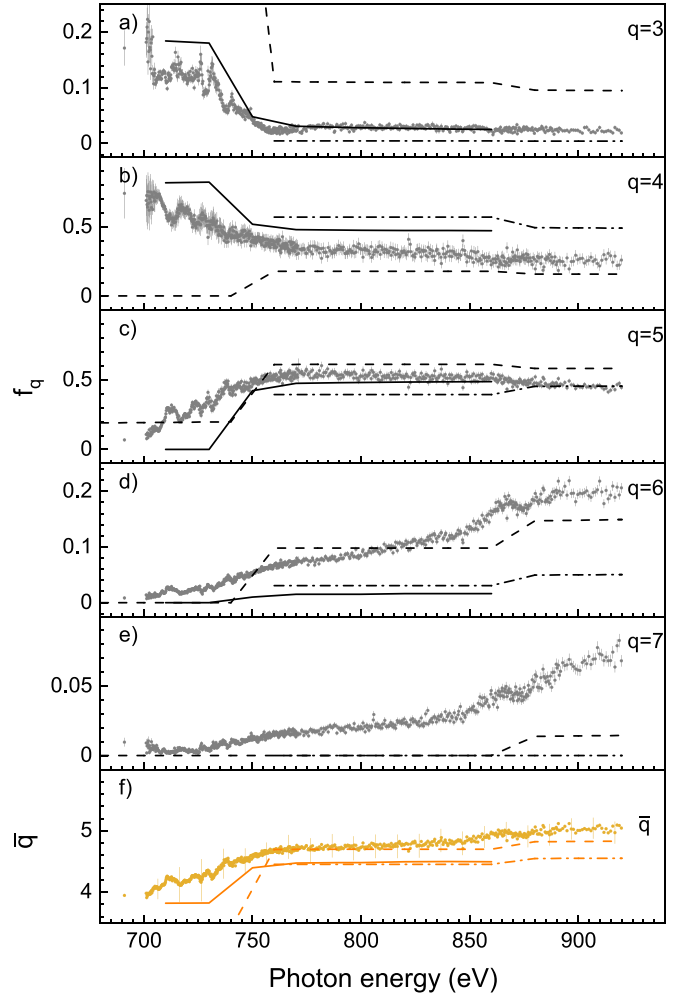 a) q=3
0.2
0.1
0
b) q=4
0.5
0
c) q=5
0.5
0
f_q
d) q=6
0.2
0.1
0
e) q=7
0.05
0
f) q̅
5
4
q̅
700 750 800 850 900
Photon energy (eV)